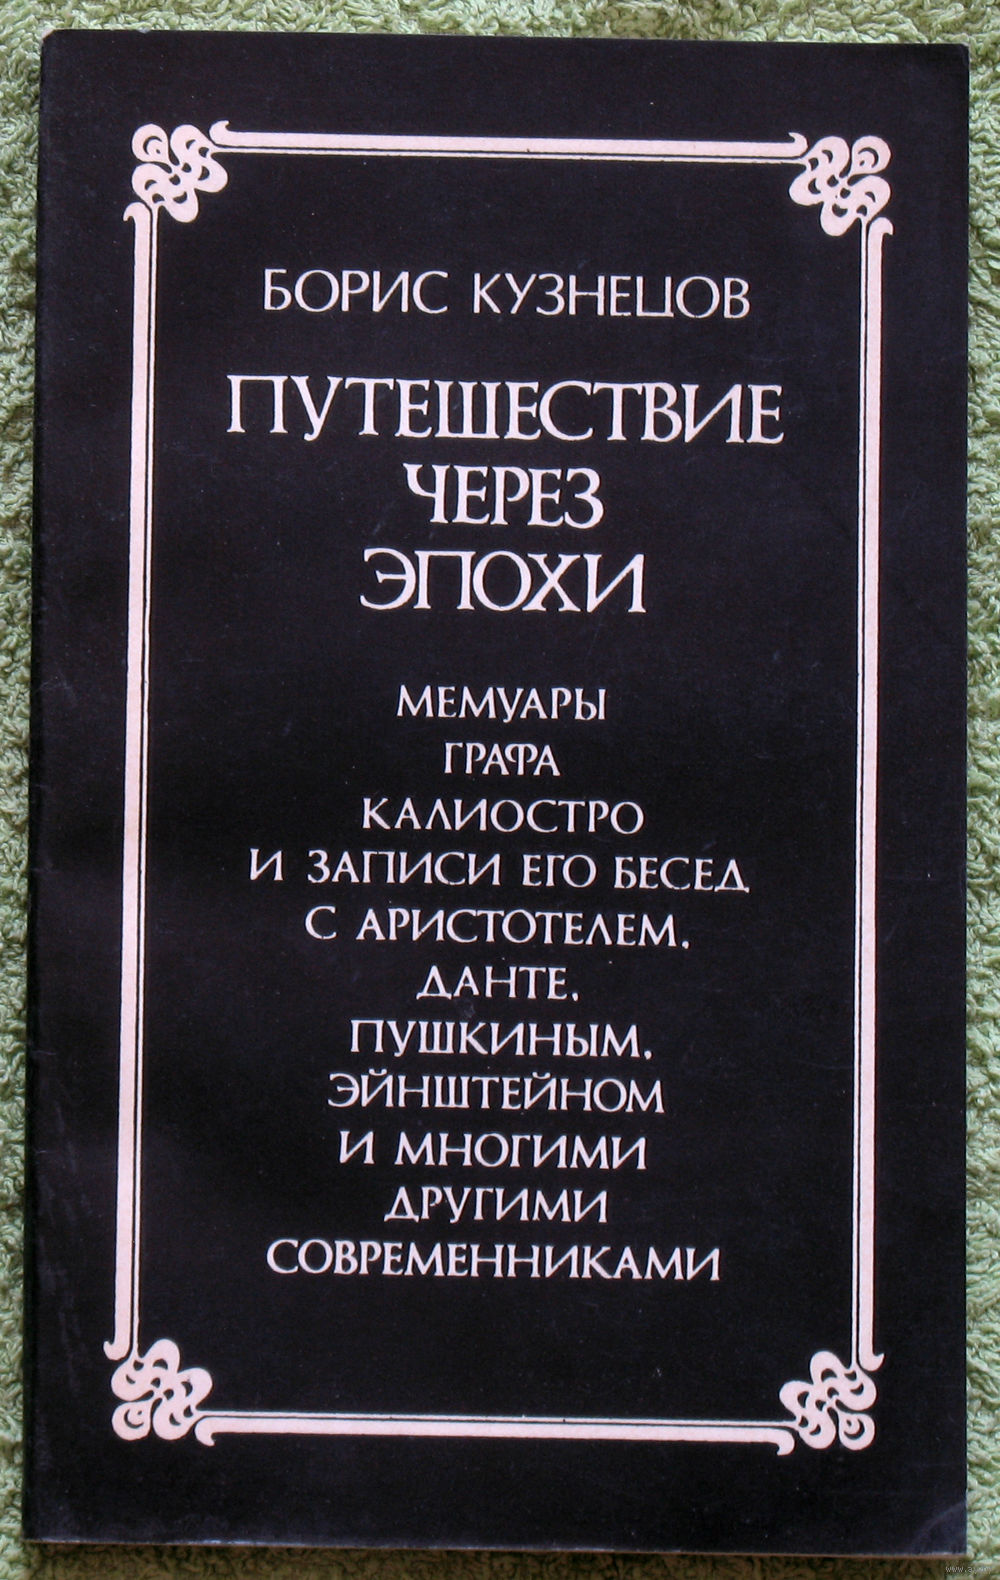 БОРИС КУЗНЕЦОВ
ПУТЕШЕСТВИЕ
ЧЕРЕЗ
ЭПОХИ
МЕМУАРЫ
ГРАФА
КАЛИОСТРО
И ЗАПИСИ ЕГО БЕСЕД
С АРИСТОТЕЛЕМ,
ДАНТЕ,
ПУШКИНЫМ,
ЭЙНШТЕЙНОМ
И МНОГИМИ
ДРУГИМИ
СОВРЕМЕННИКАМИ